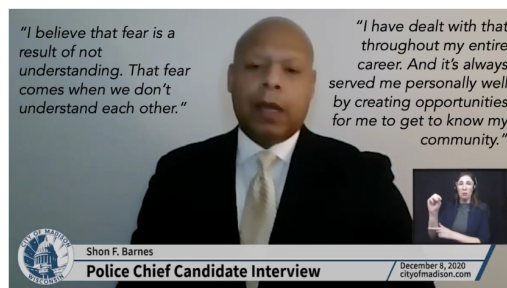 "I believe that fear is a
result of not
understanding. That fear
comes when we don't
understand each other."
"I have dealt with that
throughout my entire
career. And it's always
served me personally well
by creating opportunities
for me to get to know my
community."
CITY OF MADISON
WISCONSIN
Shon F. Barnes
Police Chief Candidate Interview
December 8, 2020
cityofmadison.com